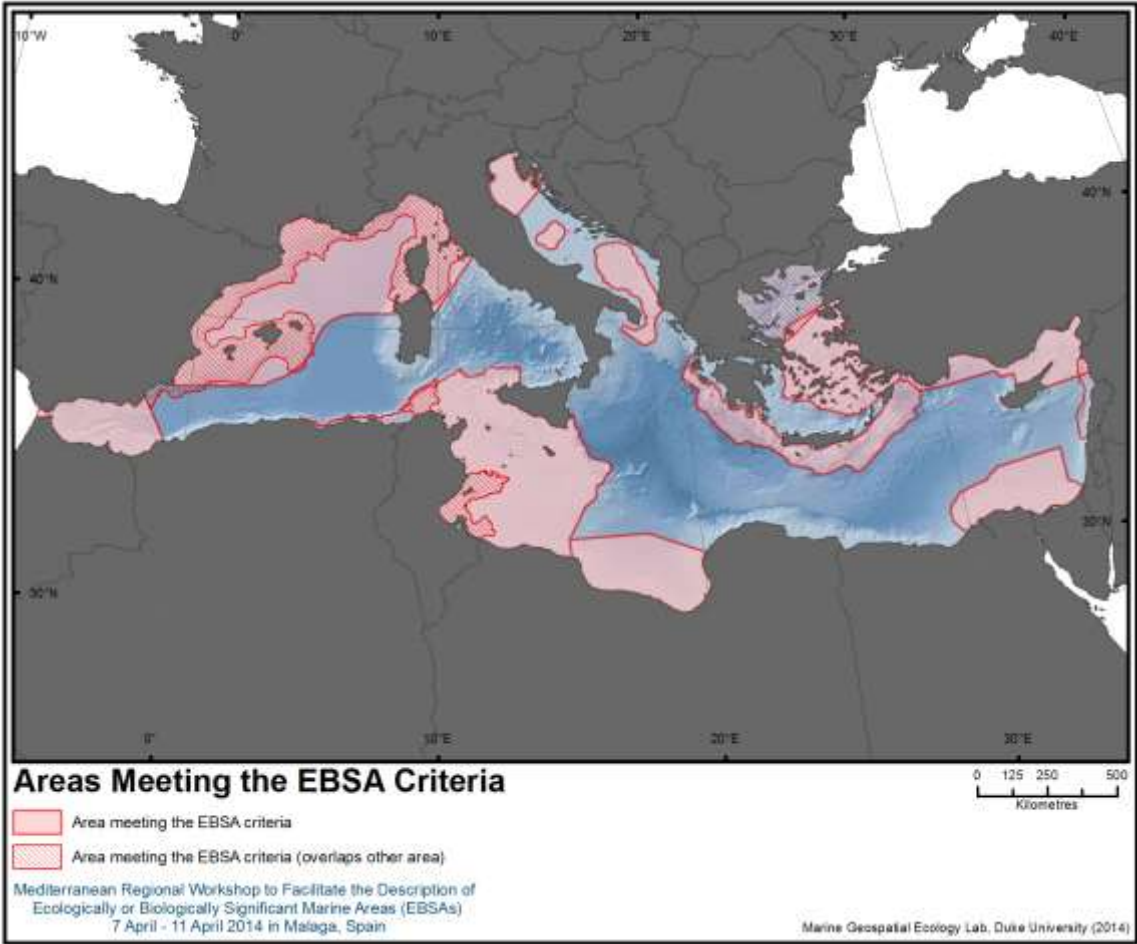 10°W 0° 10°E 20°E 30°E 40°E
40°N
40°N
30°N
30°N
0° 10°E 20°E 30°E
Areas Meeting the EBSA Criteria
0 125 250 500
Kilometres
Area meeting the EBSA criteria
Area meeting the EBSA criteria (overlaps other area)
Mediterranean Regional Workshop to Facilitate the Description of
Ecologically or Biologically Significant Marine Areas (EBSAs)
7 April - 11 April 2014 in Malaga, Spain
Marine Geospatial Ecology Lab, Duke University (2014)